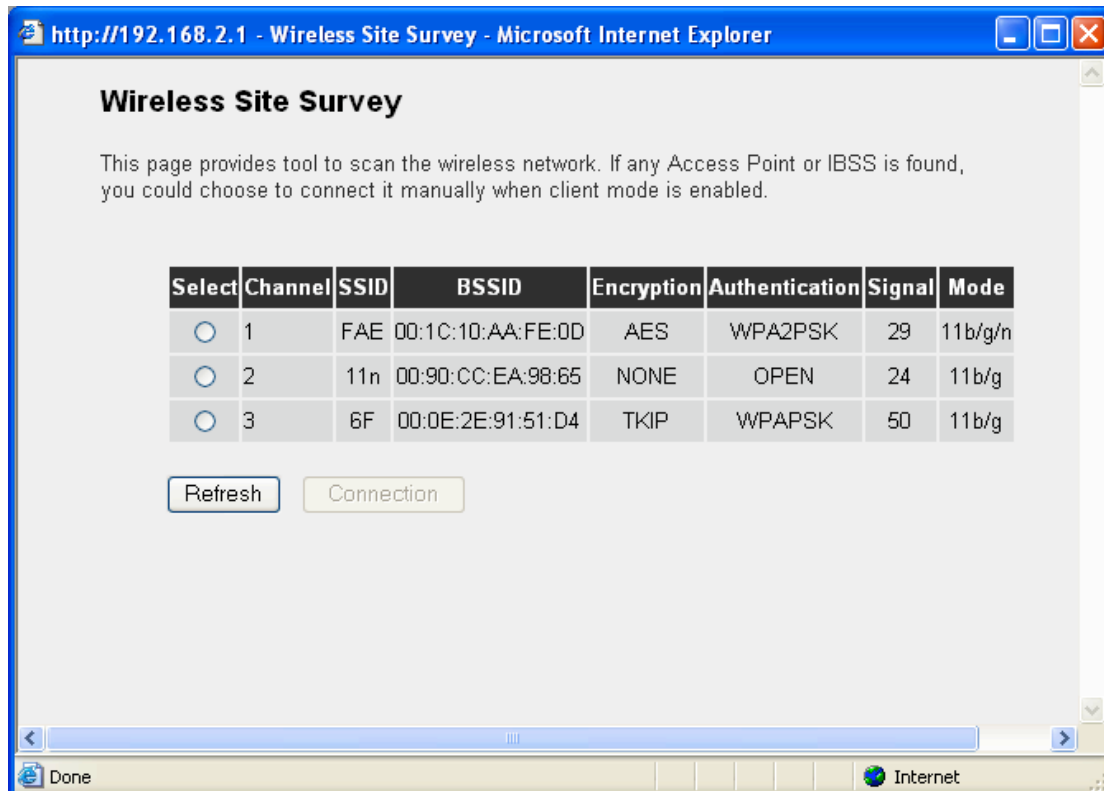 http://192.168.2.1 - Wireless Site Survey - Microsoft Internet Explorer
Wireless Site Survey
This page provides tool to scan the wireless network. If any Access Point or IBSS is found,
you could choose to connect it manually when client mode is enabled.
Select Channel SSID BSSID Encryption Authentication Signal Mode
1 FAE 00:1C:10:AA:FE:0D AES WPA2PSK 29 11b/g/n
2 11n 00:90:CC:EA:98:65 NONE OPEN 24 11b/g
3 6F 00:0E:2E:91:51:D4 TKIP WPAPSK 50 11b/g
Refresh Connection
Done Internet